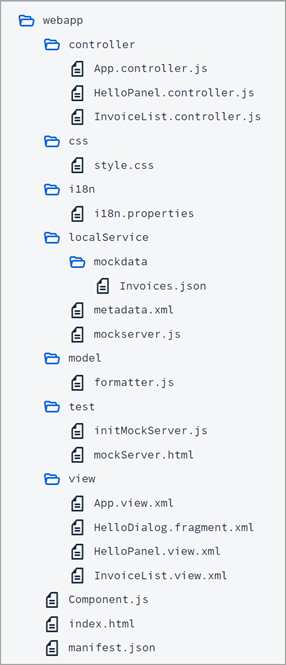 webapp
controller
App.controller.js
HelloPanel.controller.js
InvoiceList.controller.js
css
style.css
i18n
i18n.properties
localService
mockdata
Invoices.json
metadata.xml
mockserver.js
model
formatter.js
test
initMockServer.js
mockServer.html
view
App.view.xml
HelloDialog.fragment.xml
HelloPanel.view.xml
InvoiceList.view.xml
Component.js
index.html
manifest.json